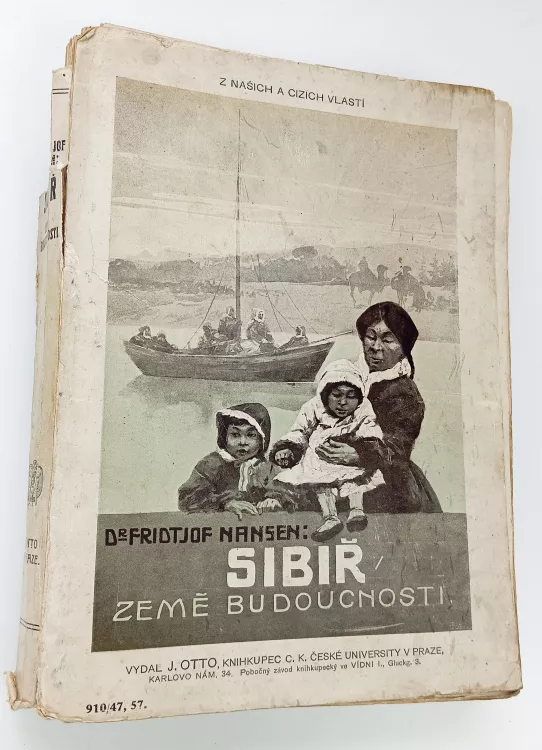 Z NAŠICH A CIZÍCH VLASTÍ
DR FRIDTJOF NANSEN:
SIBIŘ
ZEMĚ BUDOUCNOSTI.
VYDAL J. OTTO, KNIHKUPEC C. K. ČESKÉ UNIVERSITY V PRAZE,
KARLOVO NÁM. 34. Pobočný závod knihkupecký ve VÍDNI I., Gluckg. 3.
910/47, 57.